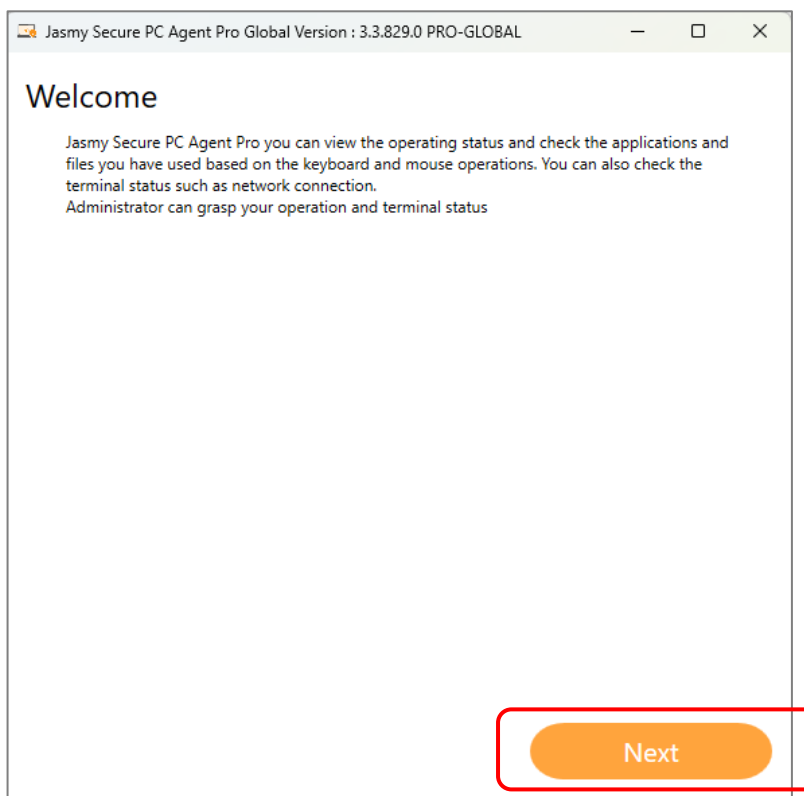 Jasmy Secure PC Agent Pro Global Version : 3.3.829.0 PRO-GLOBAL
Welcome
Jasmy Secure PC Agent Pro you can view the operating status and check the applications and
files you have used based on the keyboard and mouse operations. You can also check the
terminal status such as network connection.
Administrator can grasp your operation and terminal status
Next